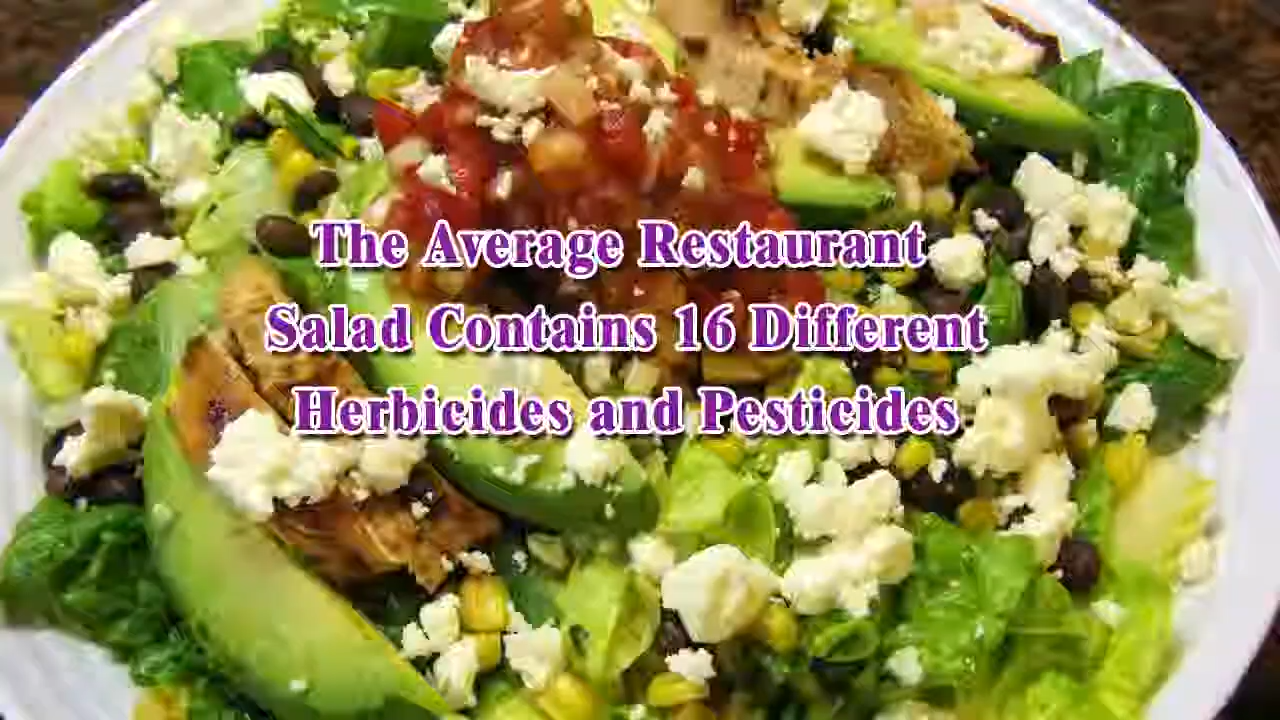 The Average Restaurant
Salad Contains 16 Different
Herbicides and Pesticides